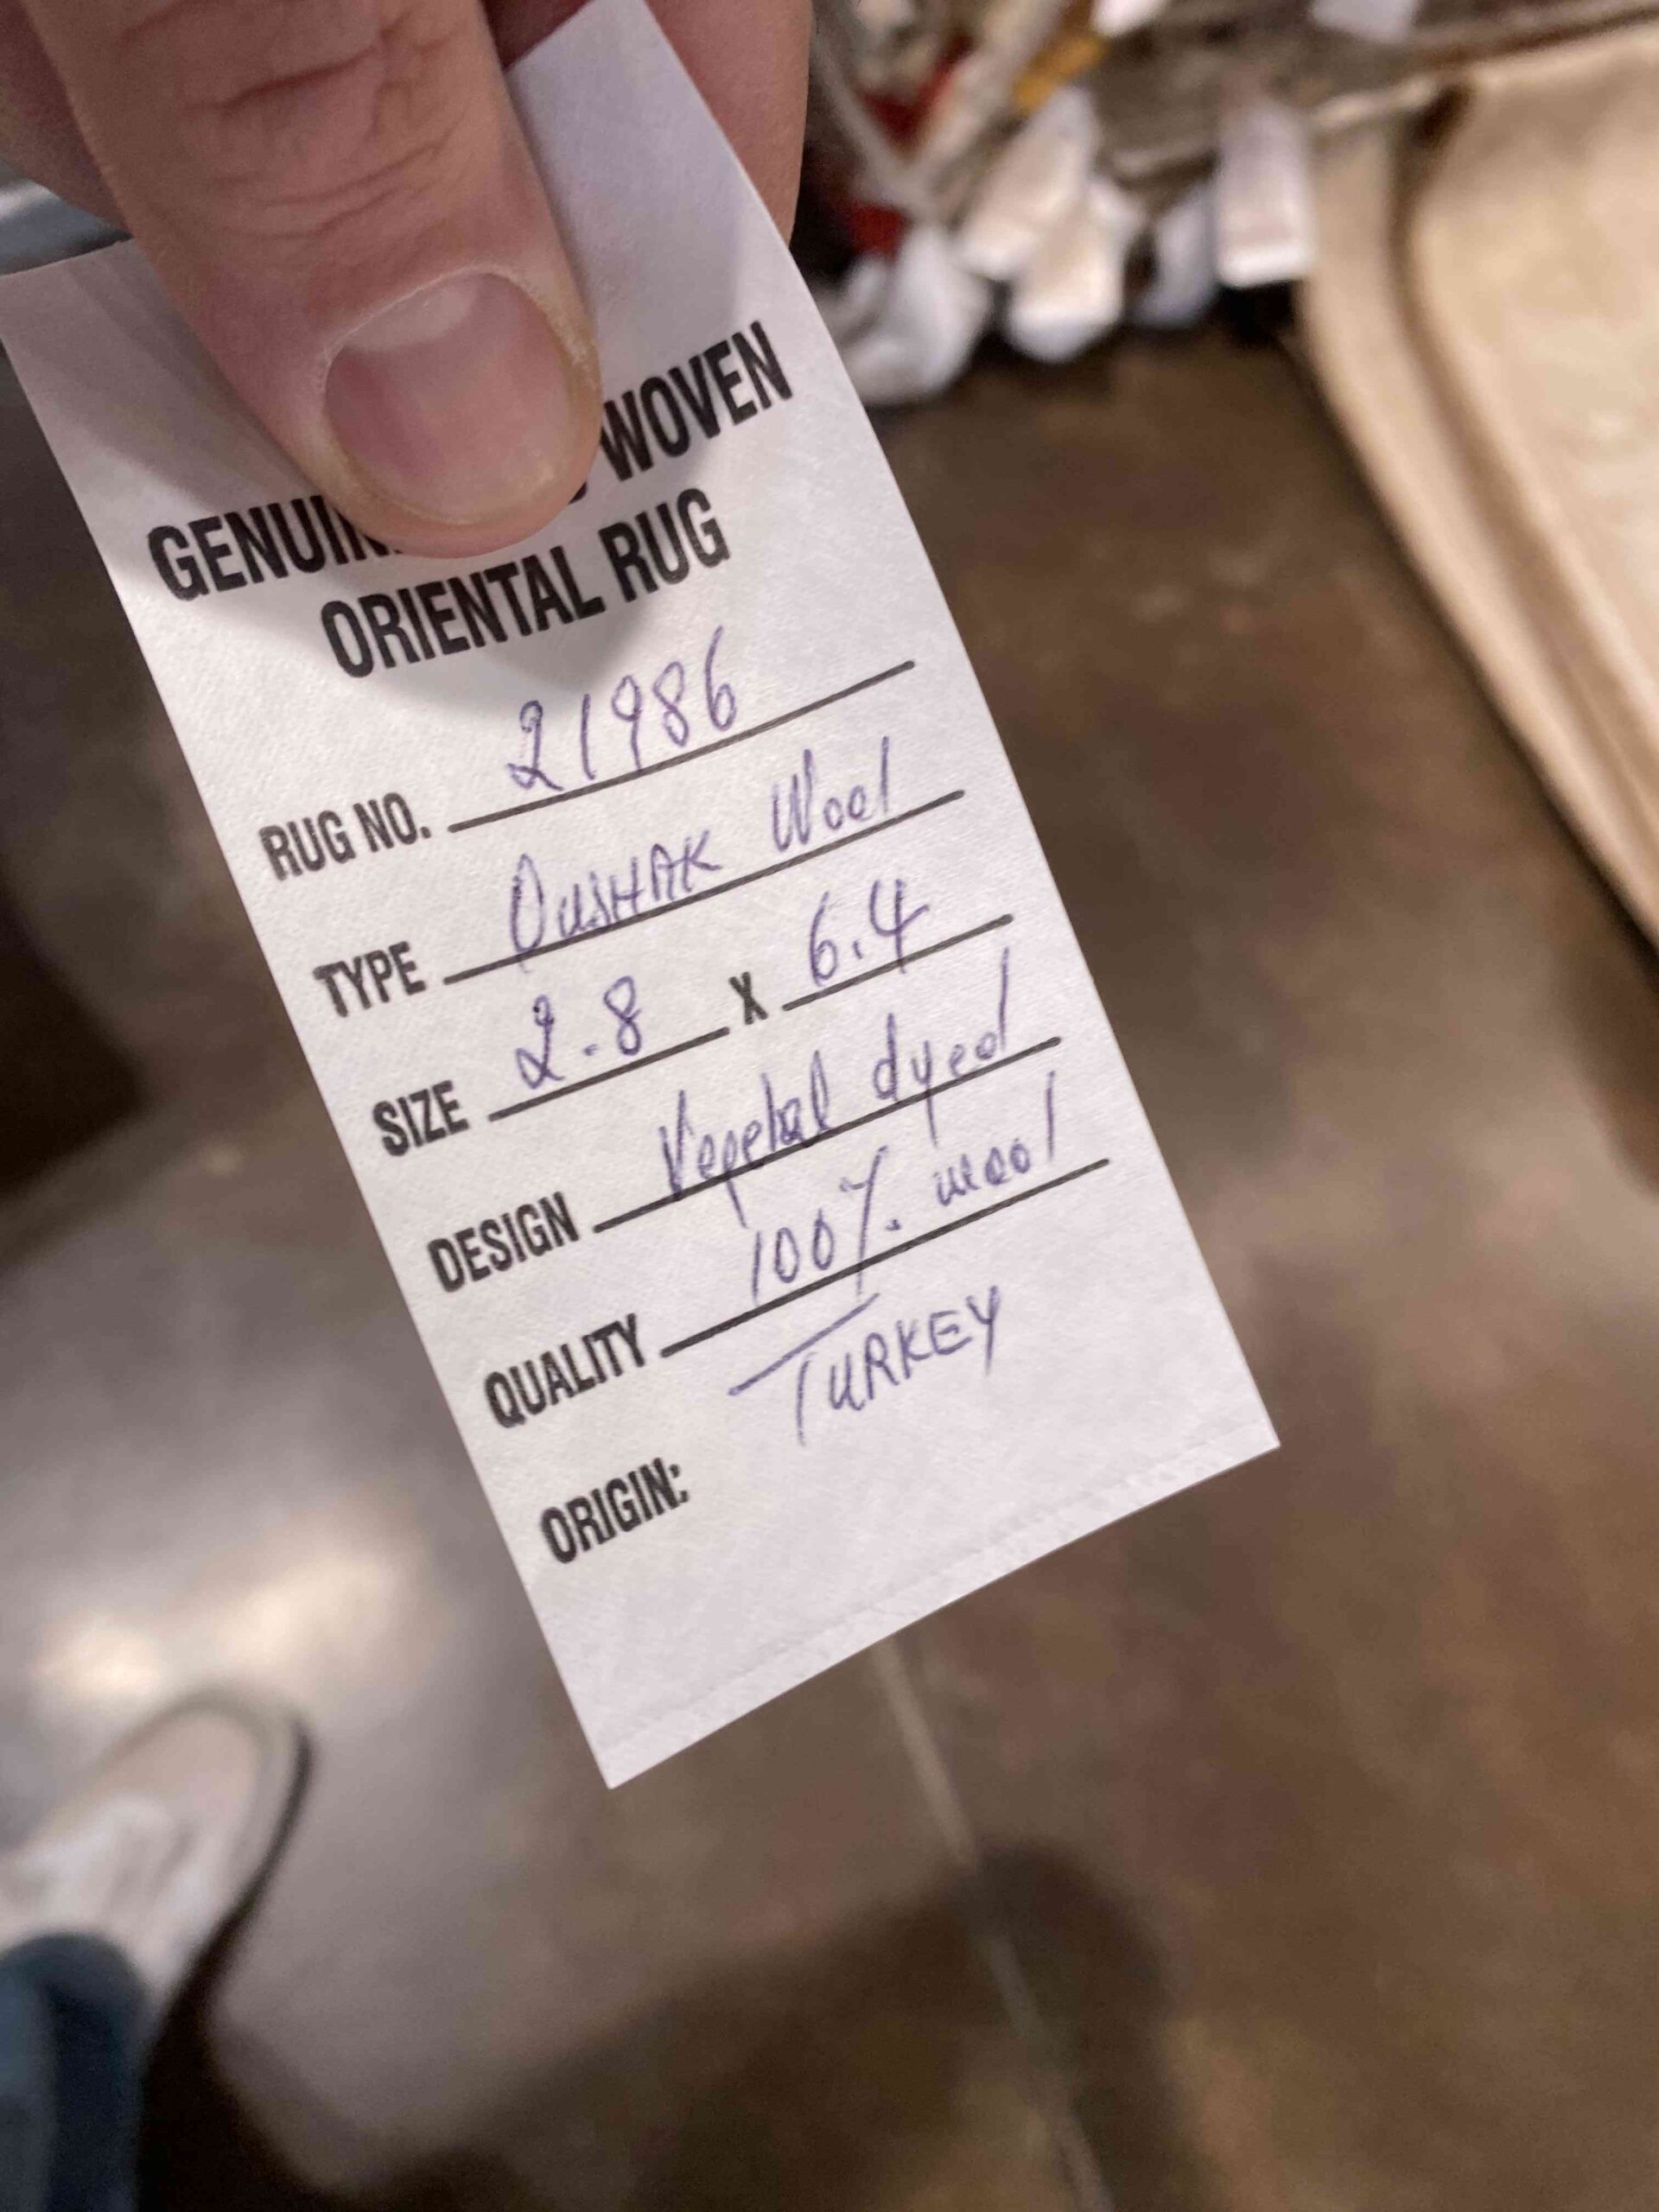 WOVEN
ORIENTAL RUG
RUG NO. 21986
TYPE OUSHAK Wool
SIZE 2.8 X 6.4
DESIGN Vegetal dyed
QUALITY 100%. wool
ORIGIN: TURKEY